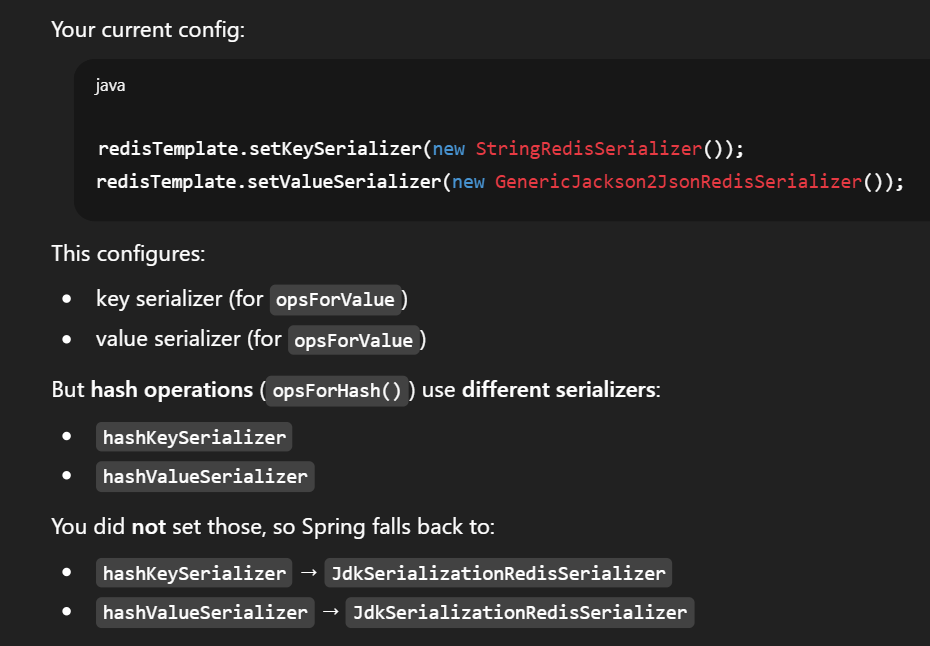 Your current config:
java
redisTemplate.setKeySerializer(new StringRedisSerializer());
redisTemplate.setValueSerializer(new GenericJackson2JsonRedisSerializer());
This configures:
• key serializer (for opsForValue)
• value serializer (for opsForValue)
But hash operations (opsForHash()) use different serializers:
• hashKeySerializer
• hashValueSerializer
You did not set those, so Spring falls back to:
• hashKeySerializer → JdkSerializationRedisSerializer
• hashValueSerializer → JdkSerializationRedisSerializer